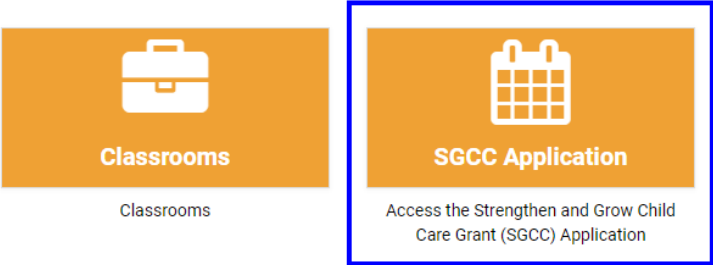 Classrooms
Classrooms
SGCC Application
Access the Strengthen and Grow Child
Care Grant (SGCC) Application